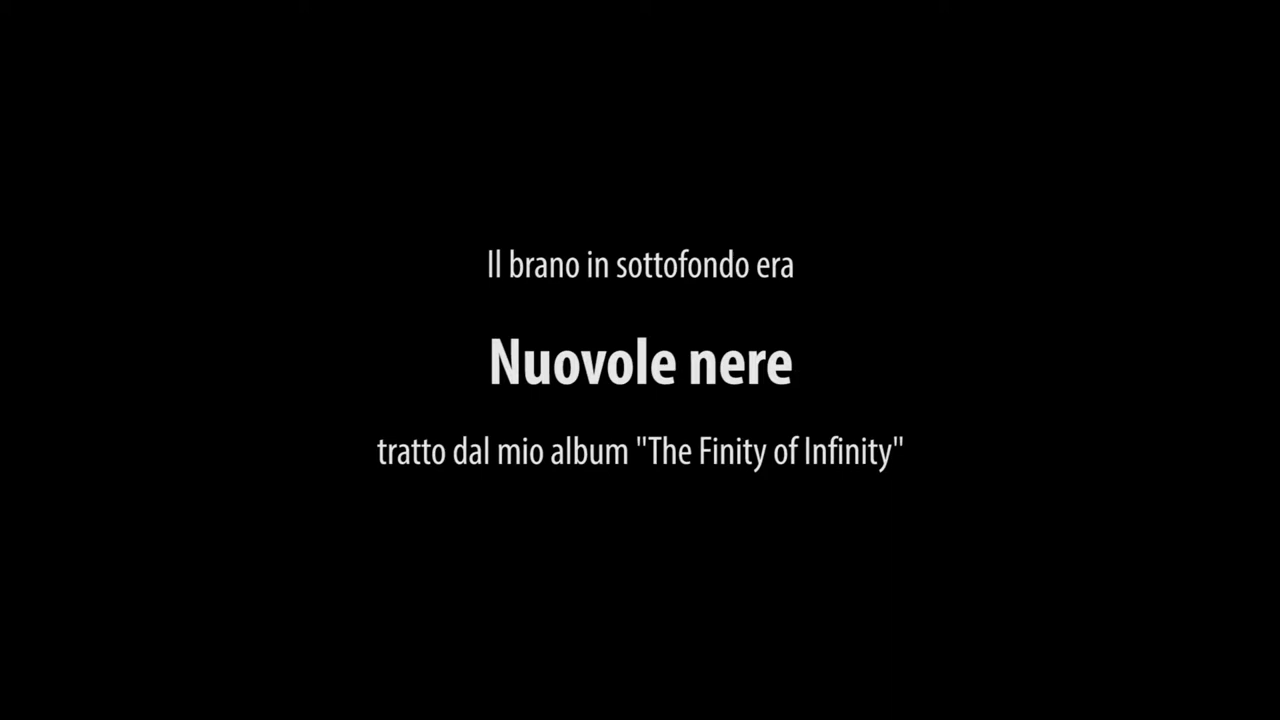 Il brano in sottofondo era
Nuovole nere
tratto dal mio album "The Finity of Infinity"